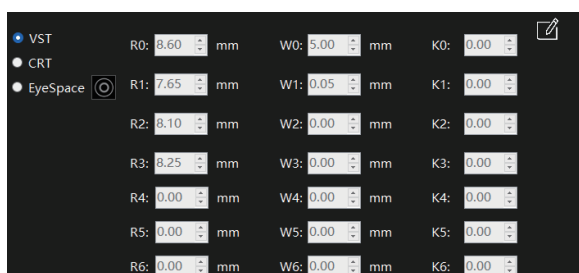 VST
CRT
EyeSpace
R0: 8.60 mm W0: 5.00 mm K0: 0.00
R1: 7.65 mm W1: 0.05 mm K1: 0.00
R2: 8.10 mm W2: 0.00 mm K2: 0.00
R3: 8.25 mm W3: 0.00 mm K3: 0.00
R4: 0.00 mm W4: 0.00 mm K4: 0.00
R5: 0.00 mm W5: 0.00 mm K5: 0.00
R6: 0.00 mm W6: 0.00 mm K6: 0.00